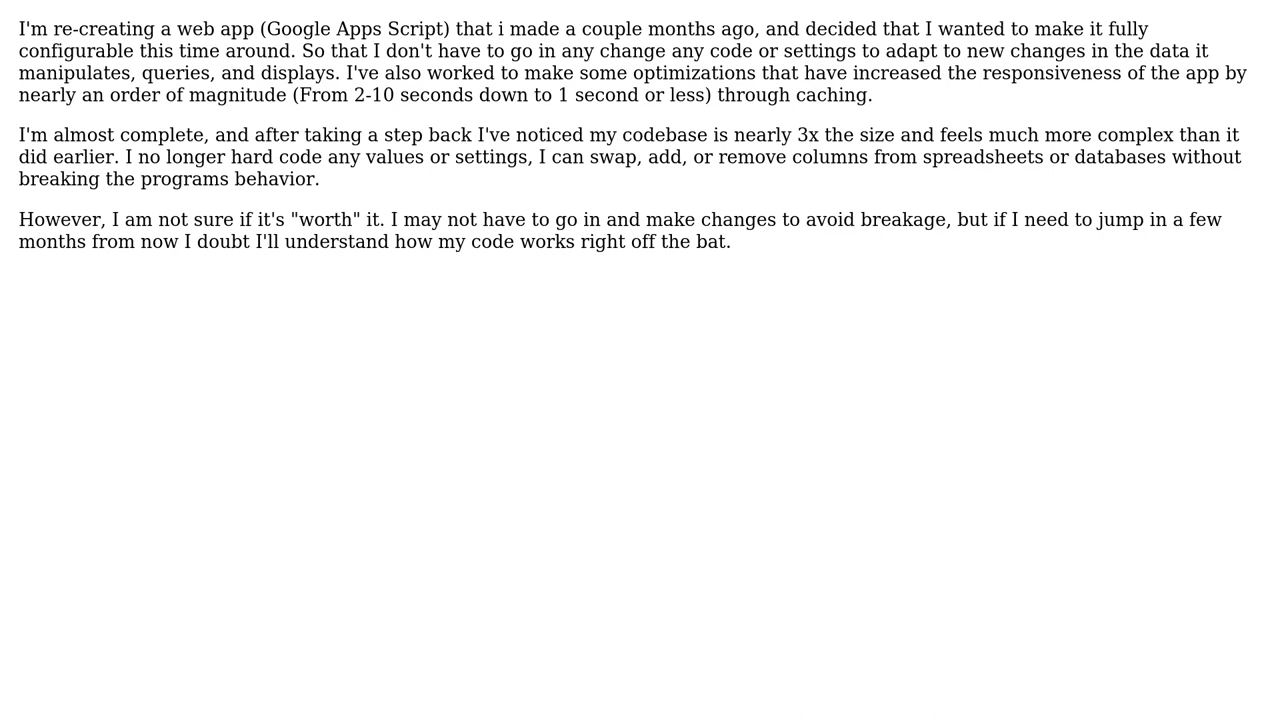 I'm re-creating a web app (Google Apps Script) that i made a couple months ago, and decided that I wanted to make it fully
configurable this time around. So that I don't have to go in any change any code or settings to adapt to new changes in the data it
manipulates, queries, and displays. I've also worked to make some optimizations that have increased the responsiveness of the app by
nearly an order of magnitude (From 2-10 seconds down to 1 second or less) through caching.
I'm almost complete, and after taking a step back I've noticed my codebase is nearly 3x the size and feels much more complex than it
did earlier. I no longer hard code any values or settings, I can swap, add, or remove columns from spreadsheets or databases without
breaking the programs behavior.
However, I am not sure if it's "worth" it. I may not have to go in and make changes to avoid breakage, but if I need to jump in a few
months from now I doubt I'll understand how my code works right off the bat.